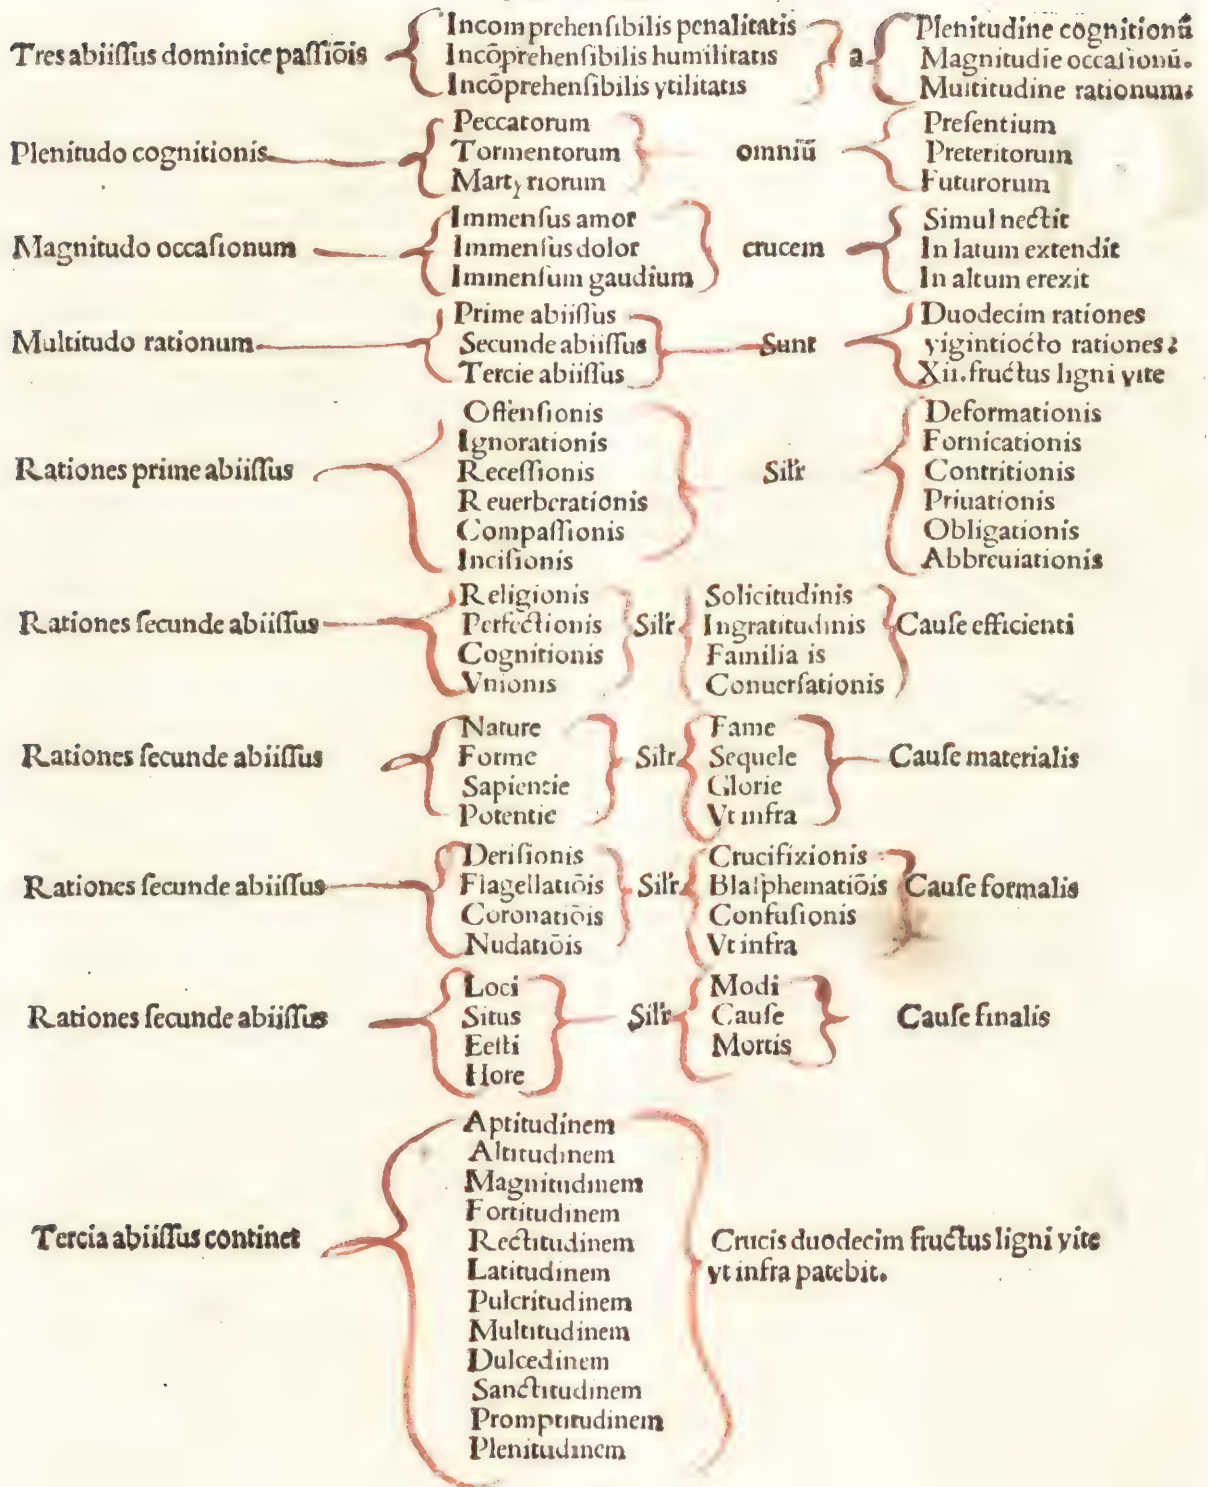 Incomprehenſibilis penalitatis
Tres abiiſſus dominice paſſiōis Incōprehenſibilis humilitatis a
Incōprehenſibilis vtilitatis
Plenitudine cognitionū
Magnitudie occaſionū.
Multitudine rationum.
Plenitudo cognitionis
Peccatorum
Tormentorum
Martyriorum
omniū
Preſentium
Preteritorum
Futurorum
Magnitudo occaſionum
Immenſus amor
Immenſus dolor
Immenſum gaudium
crucem
Simul nectit
In latum extendit
In altum erexit
Multitudo rationum
Prime abiiſſus
Secunde abiiſſus
Tercie abiiſſus
Sunt
Duodecim rationes
vigintiocto rationes
Xii. fructus ligni vite
Rationes prime abiiſſus
Offenſionis
Ignorationis
Receſſionis
Reuerberationis
Compaſſionis
Inciſionis
Silr
Deformationis
Fornicationis
Contritionis
Priuationis
Obligationis
Abbreuiationis
Rationes ſecunde abiiſſus
Religionis
Perfectionis
Cognitionis
Vnionis
Silr
Solicitudinis
Ingratitudinis
Familia is
Conuerſationis
Cauſe efficienti
Rationes ſecunde abiiſſus
Nature
Forme
Sapientie
Potentie
Silr
Fame
Sequele
Glorie
Vt infra
Cauſe materialis
Rationes ſecunde abiiſſus
Deriſionis
Flagellatiōis
Coronatiōis
Nudatiōis
Silr
Crucifixionis
Blaſphematiōis
Confuſionis
Vt infra
Cauſe formalis
Rationes ſecunde abiiſſus
Loci
Situs
Feſti
Hore
Silr
Modi
Cauſe
Mortis
Cauſe finalis
Tercia abiiſſus continet
Aptitudinem
Altitudinem
Magnitudinem
Fortitudinem
Rectitudinem
Latitudinem
Pulcritudinem
Multitudinem
Dulcedinem
Sanctitudinem
Promptitudinem
Plenitudinem
Crucis duodecim fructus ligni vite
vt infra patebit.